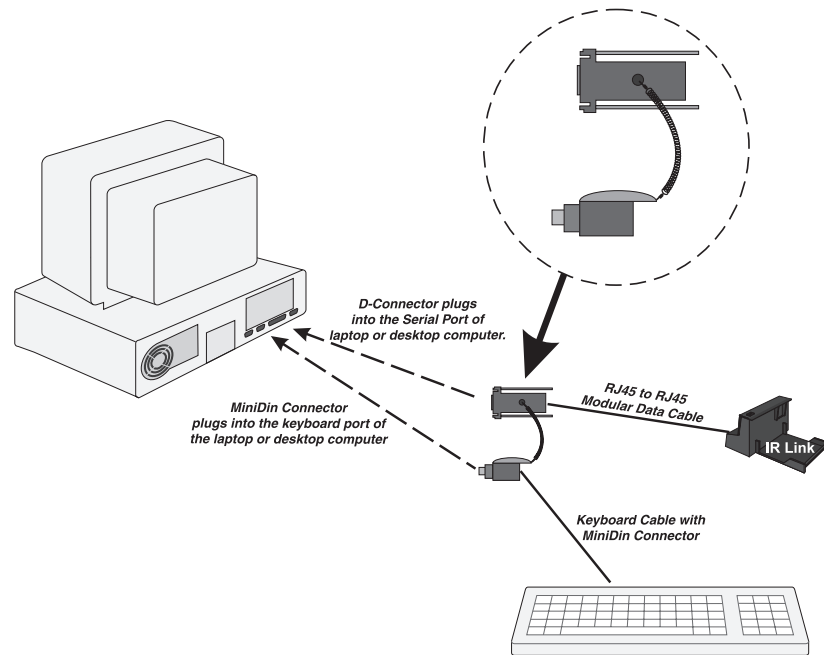 D-Connector plugs
into the Serial Port of
laptop or desktop computer.
MiniDin Connector
plugs into the keyboard port of
the laptop or desktop computer
RJ45 to RJ45
Modular Data Cable
IR Link
Keyboard Cable with
MiniDin Connector